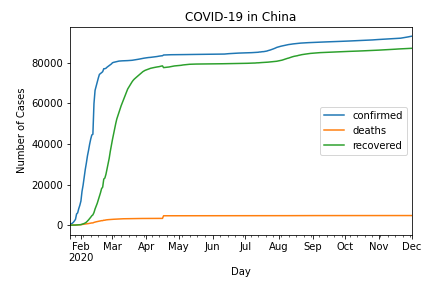 COVID-19 in China
Number of Cases
80000
60000
40000
20000
0
confirmed
deaths
recovered
Feb Mar Apr May Jun Jul Aug Sep Oct Nov Dec
2020
Day